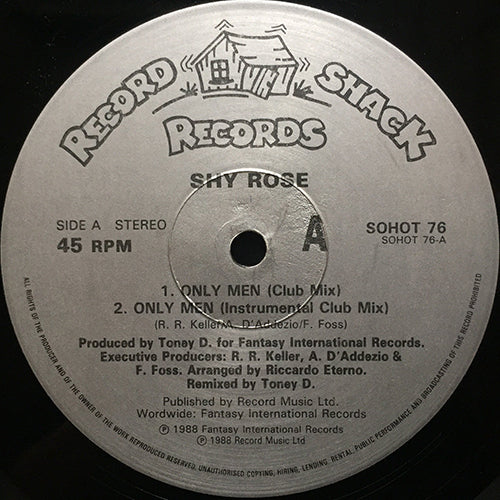 RECORD SHACK
RECORDS
SHY ROSE
SIDE A STEREO
45 RPM
A
SOHOT 76
SOHOT 76-A
1. ONLY MEN (Club Mix)
2. ONLY MEN (Instrumental Club Mix)
(R. R. Keller/A. D'Addezio/F. Foss)
Produced by Toney D. for Fantasy International Records.
Executive Producers: R. R. Keller, A. D'Addezio &
F. Foss. Arranged by Riccardo Eterno.
Remixed by Toney D.
Published by Record Music Ltd.
Wordwide: Fantasy International Records
© 1988 Fantasy International Records
℗ 1988 Record Music Ltd.
ALL RIGHTS OF THE PRODUCER AND OF THE OWNER OF THE WORK REPRODUCED RESERVED, UNAUTHORISED COPYING, HIRING, LENDING, RENTAL, PUBLIC PERFORMANCE AND BROADCASTING OF THIS RECORD PROHIBITED